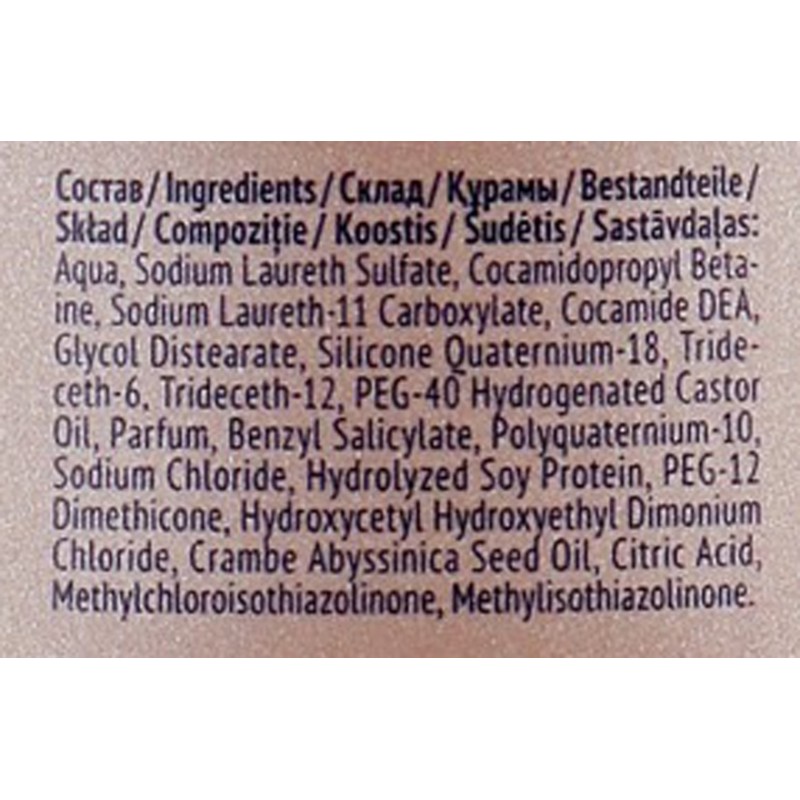 Состав/Ingredients/Склад/Құрамы/Bestandteile/
Skład/Compoziţie/Koostis/Sudėtis/Sastāvdaļas:
Aqua, Sodium Laureth Sulfate, Cocamidopropyl Beta-
ine, Sodium Laureth-11 Carboxylate, Cocamide DEA,
Glycol Distearate, Silicone Quaternium-18, Tride-
ceth-6, Trideceth-12, PEG-40 Hydrogenated Castor
Oil, Parfum, Benzyl Salicylate, Polyquaternium-10,
Sodium Chloride, Hydrolyzed Soy Protein, PEG-12
Dimethicone, Hydroxycetyl Hydroxyethyl Dimonium
Chloride, Crambe Abyssinica Seed Oil, Citric Acid,
Methylchloroisothiazolinone, Methylisothiazolinone.